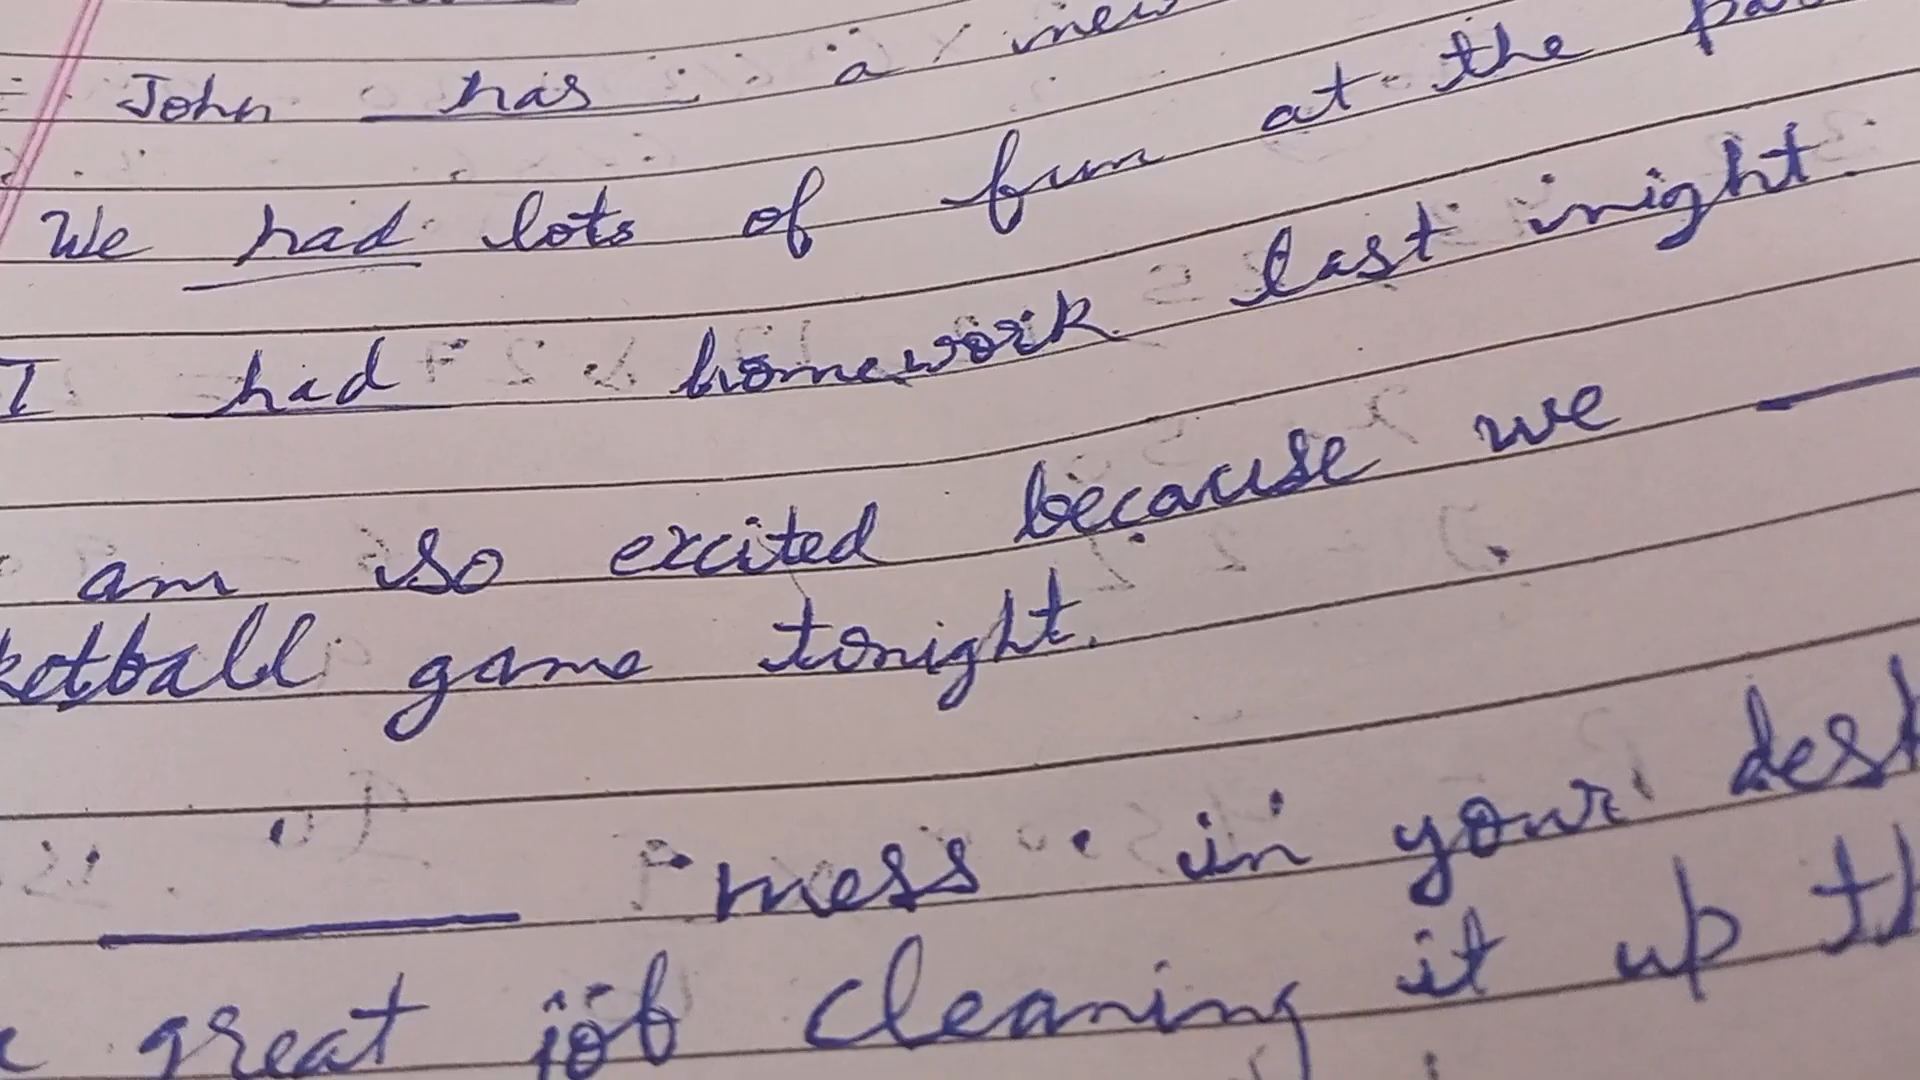 John has a new
We had lots of fun at the
I had homework last night.
am so excited because we
ketball game tonight.
mess in your desk
great job cleaning it up